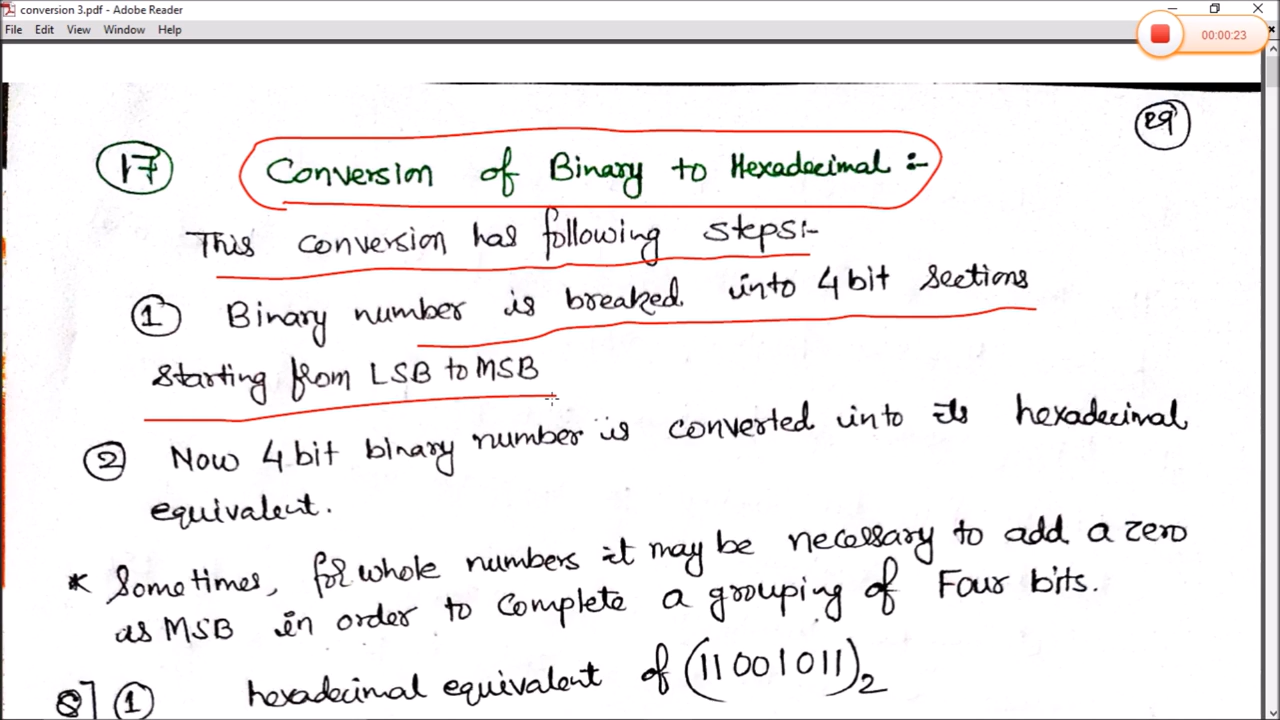 conversion 3.pdf - Adobe Reader
File Edit View Window Help
00:00:23
29
17 Conversion of Binary to Hexadecimal :-
This conversion has following steps:-
1 Binary number is breaked into 4 bit sections
starting from LSB to MSB
2 Now 4 bit binary number is converted into its hexadecimal
equivalent.
* Sometimes, for whole numbers it may be necessary to add a zero
as MSB in order to complete a grouping of Four bits.
Q] 1 hexadecimal equivalent of (11001011)2